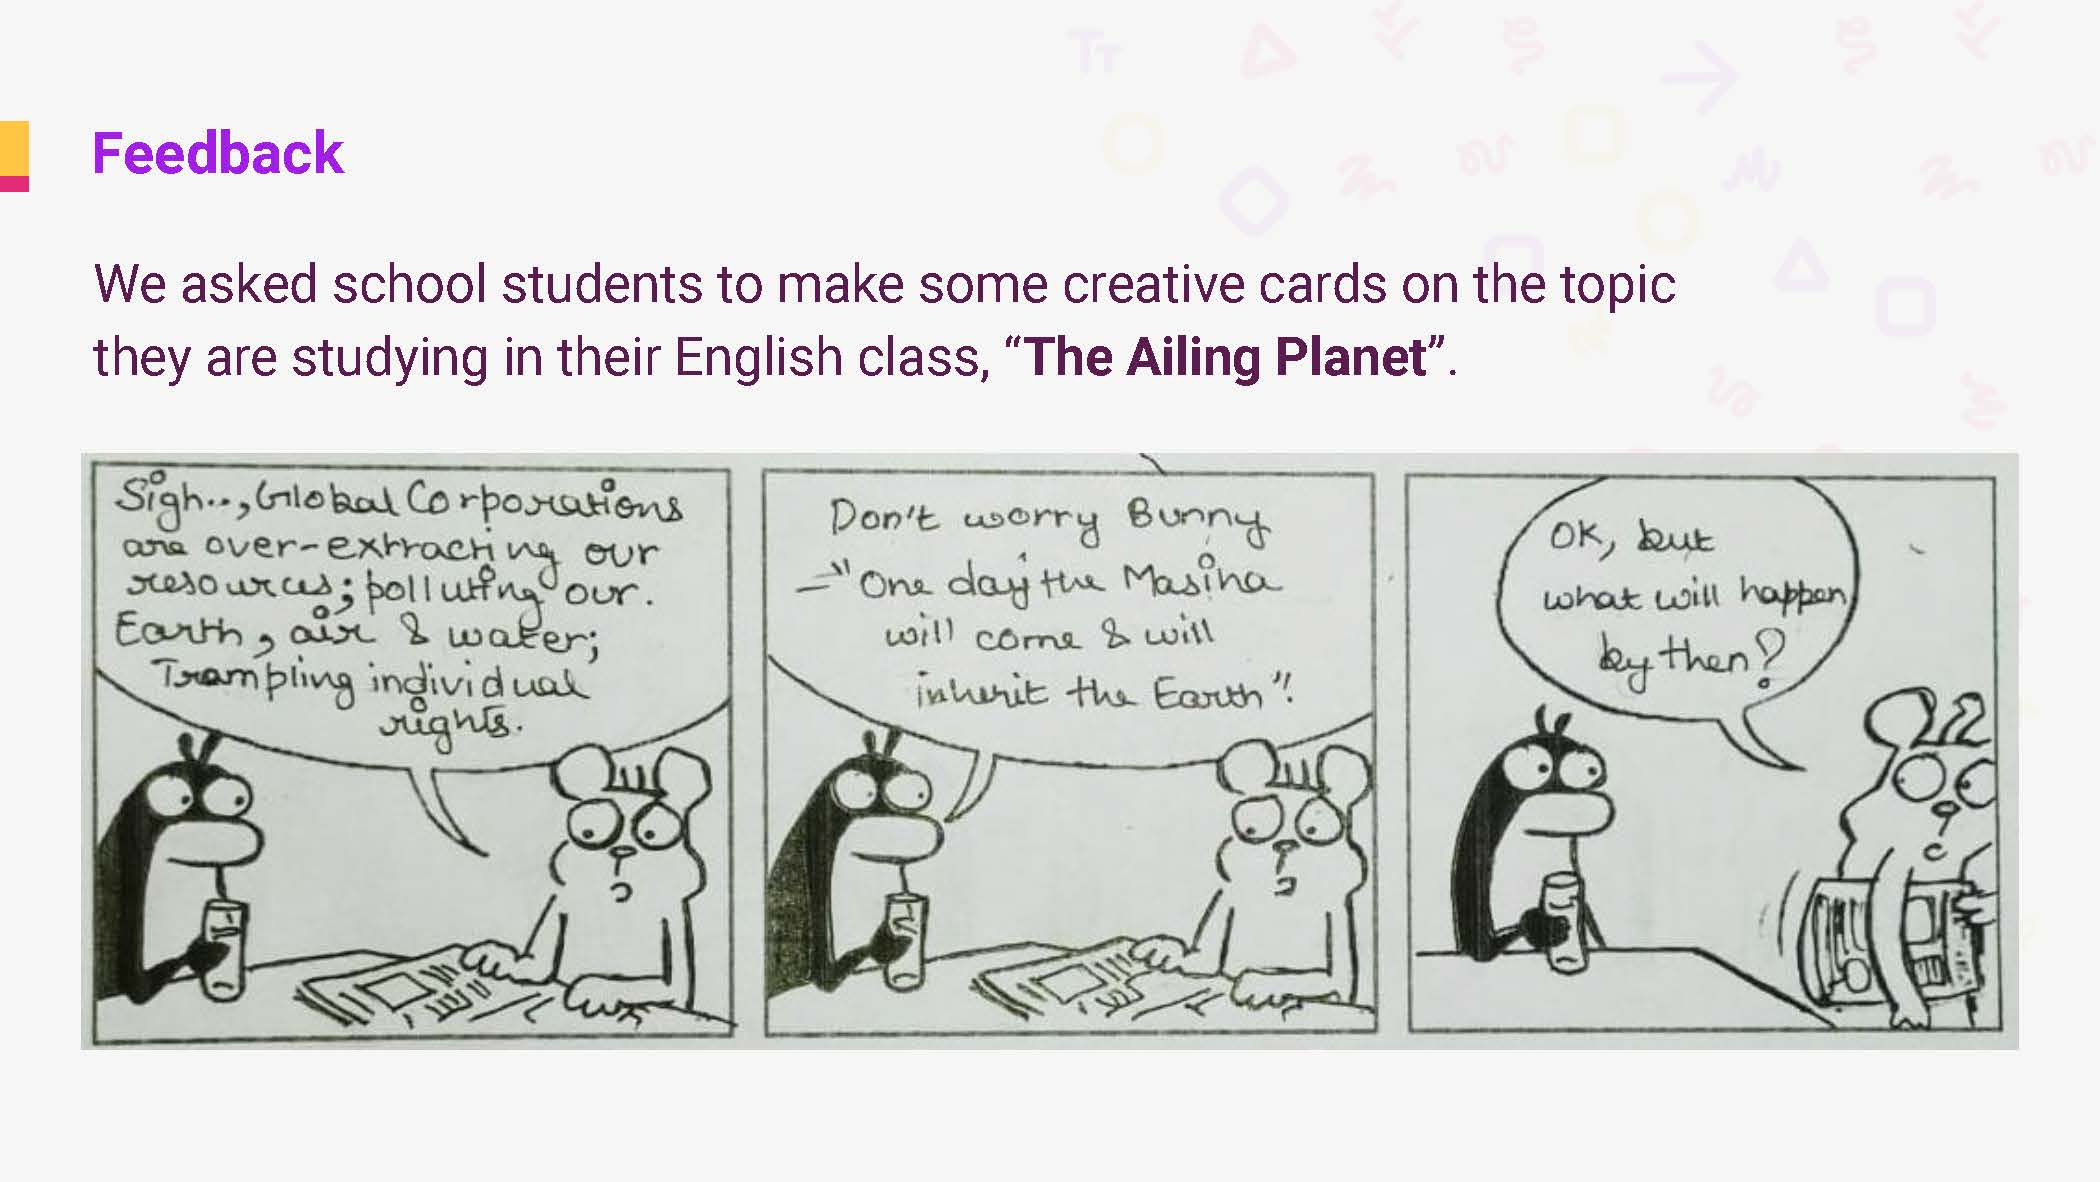 Feedback
We asked school students to make some creative cards on the topic
they are studying in their English class, “The Ailing Planet”.
Sigh..., Global Corporations
are over-extracting our
resources; polluting our.
Earth, air & water;
Trampling individual
rights.
Don't worry Bunny
–"One day the Masiha
will come & will
inherit the Earth".
OK, but
what will happen
by then?